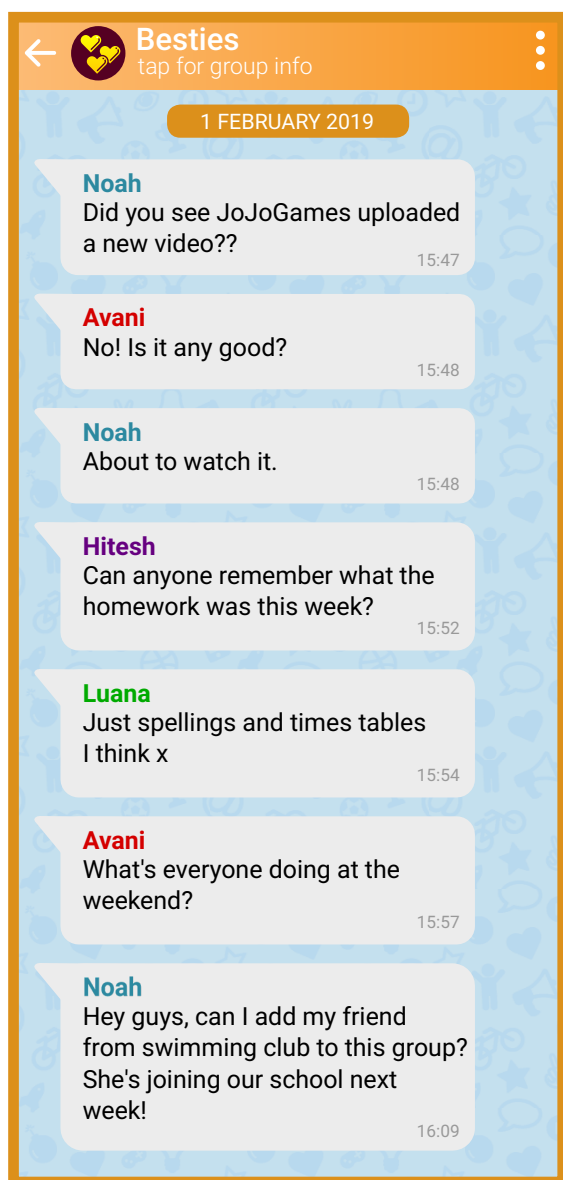 Besties
tap for group info
1 FEBRUARY 2019
Noah
Did you see JoJoGames uploaded
a new video??
15:47
Avani
No! Is it any good?
15:48
Noah
About to watch it.
15:48
Hitesh
Can anyone remember what the
homework was this week?
15:52
Luana
Just spellings and times tables
I think x
15:54
Avani
What's everyone doing at the
weekend?
15:57
Noah
Hey guys, can I add my friend
from swimming club to this group?
She's joining our school next
week!
16:09